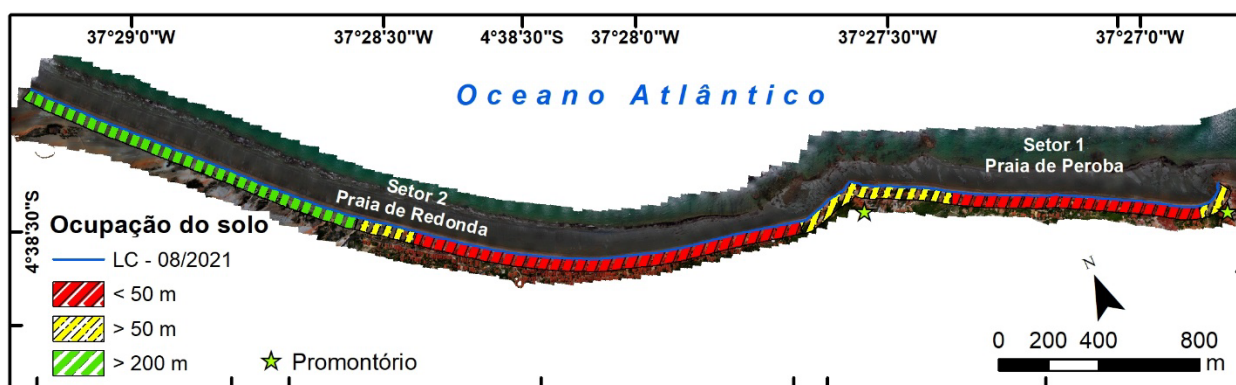 37°29'0"W
37°28'30"W
4°38'30"S
37°28'0"W
37°27'30"W
37°27'0"W
Oceano Atlântico
Setor 1
Praia de Peroba
Setor 2
Praia de Redonda
4°38'30"S
Ocupação do solo
LC - 08/2021
< 50 m
> 50 m
> 200 m
Promontório
N
0 200 400 800
m